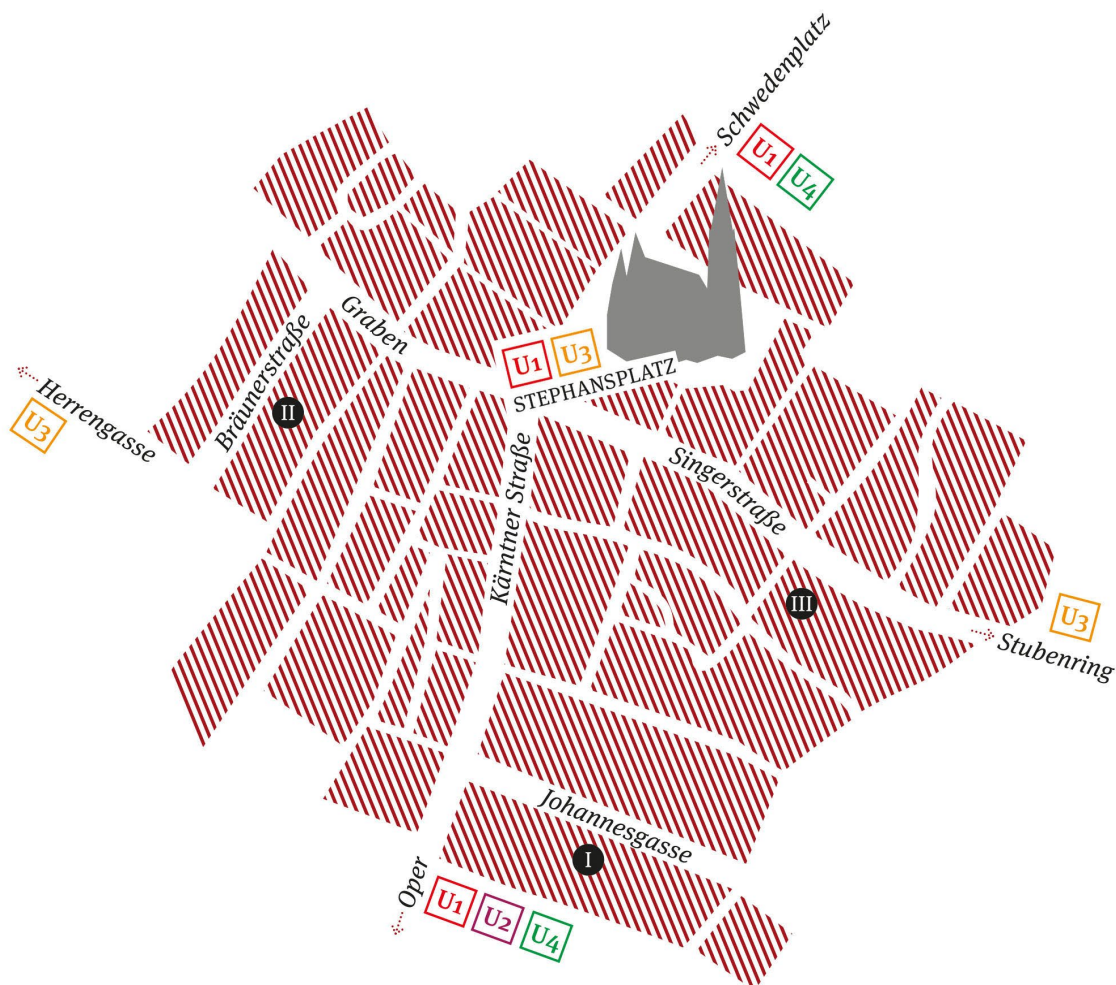 Schwedenplatz
U1
U4
Graben
Bräunerstraße
U1
U3
STEPHANSPLATZ
Herrengasse
U3
II
Kärntner Straße
Singerstraße
III
U3
Stubenring
Johannesgasse
I
Oper
U1
U2
U4